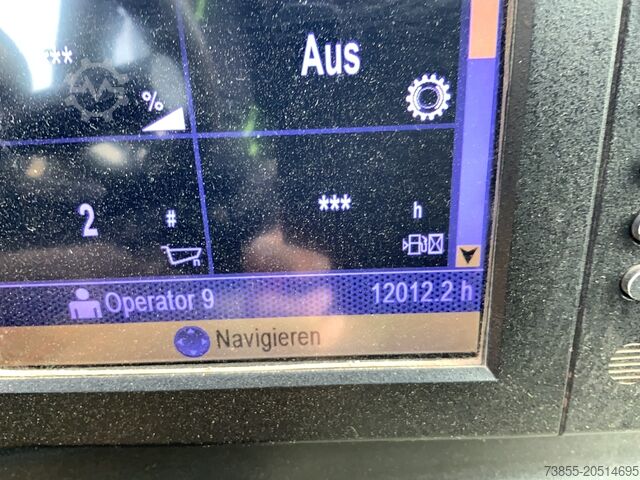 *** Aus
%
2 # *** h
Operator 9 12012.2 h
Navigieren
73855-20514695